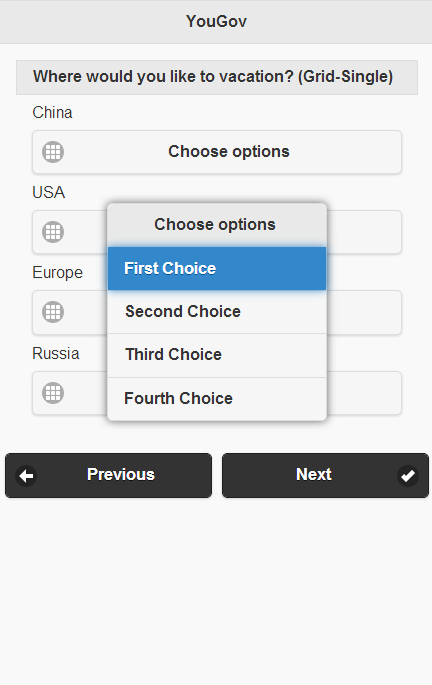 YouGov
Where would you like to vacation? (Grid-Single)
China
Choose options
USA
Choose options
First Choice
Europe
Second Choice
Third Choice
Russia
Fourth Choice
Previous
Next